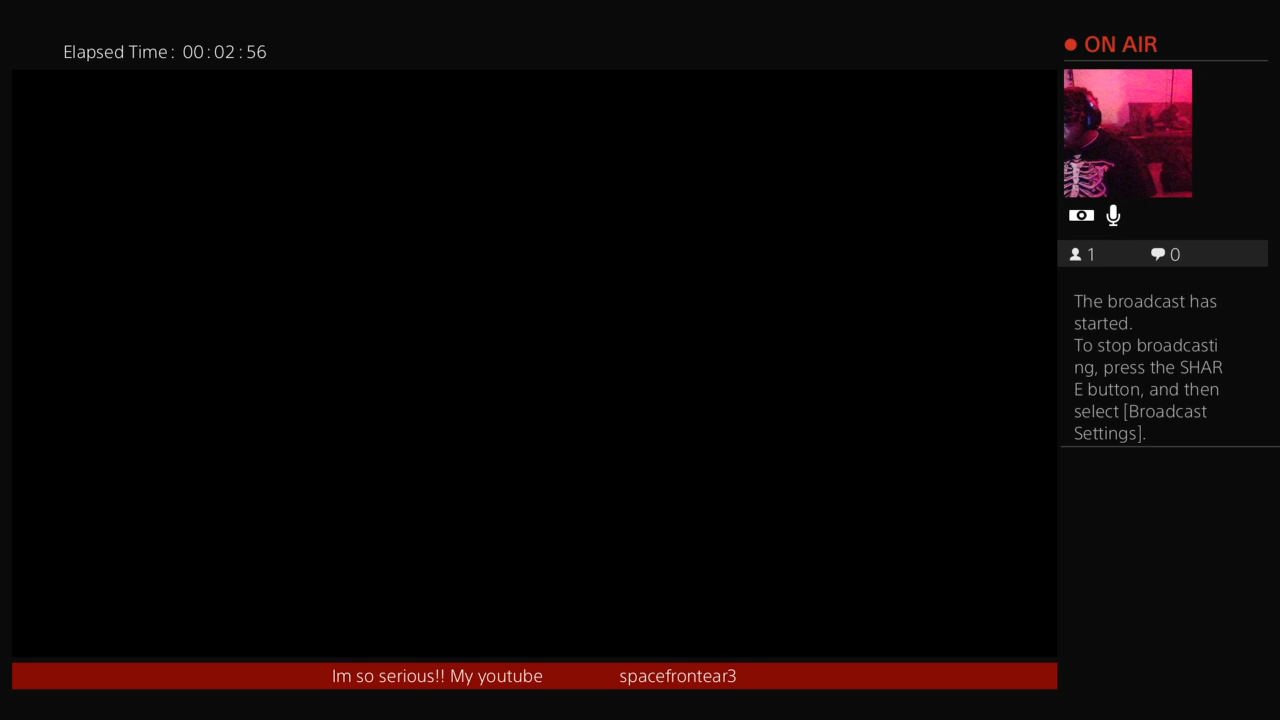 Elapsed Time: 00:02:56
ON AIR
1 0
The broadcast has
started.
To stop broadcasti
ng, press the SHAR
E button, and then
select [Broadcast
Settings].
Im so serious!! My youtube spacefrontear3